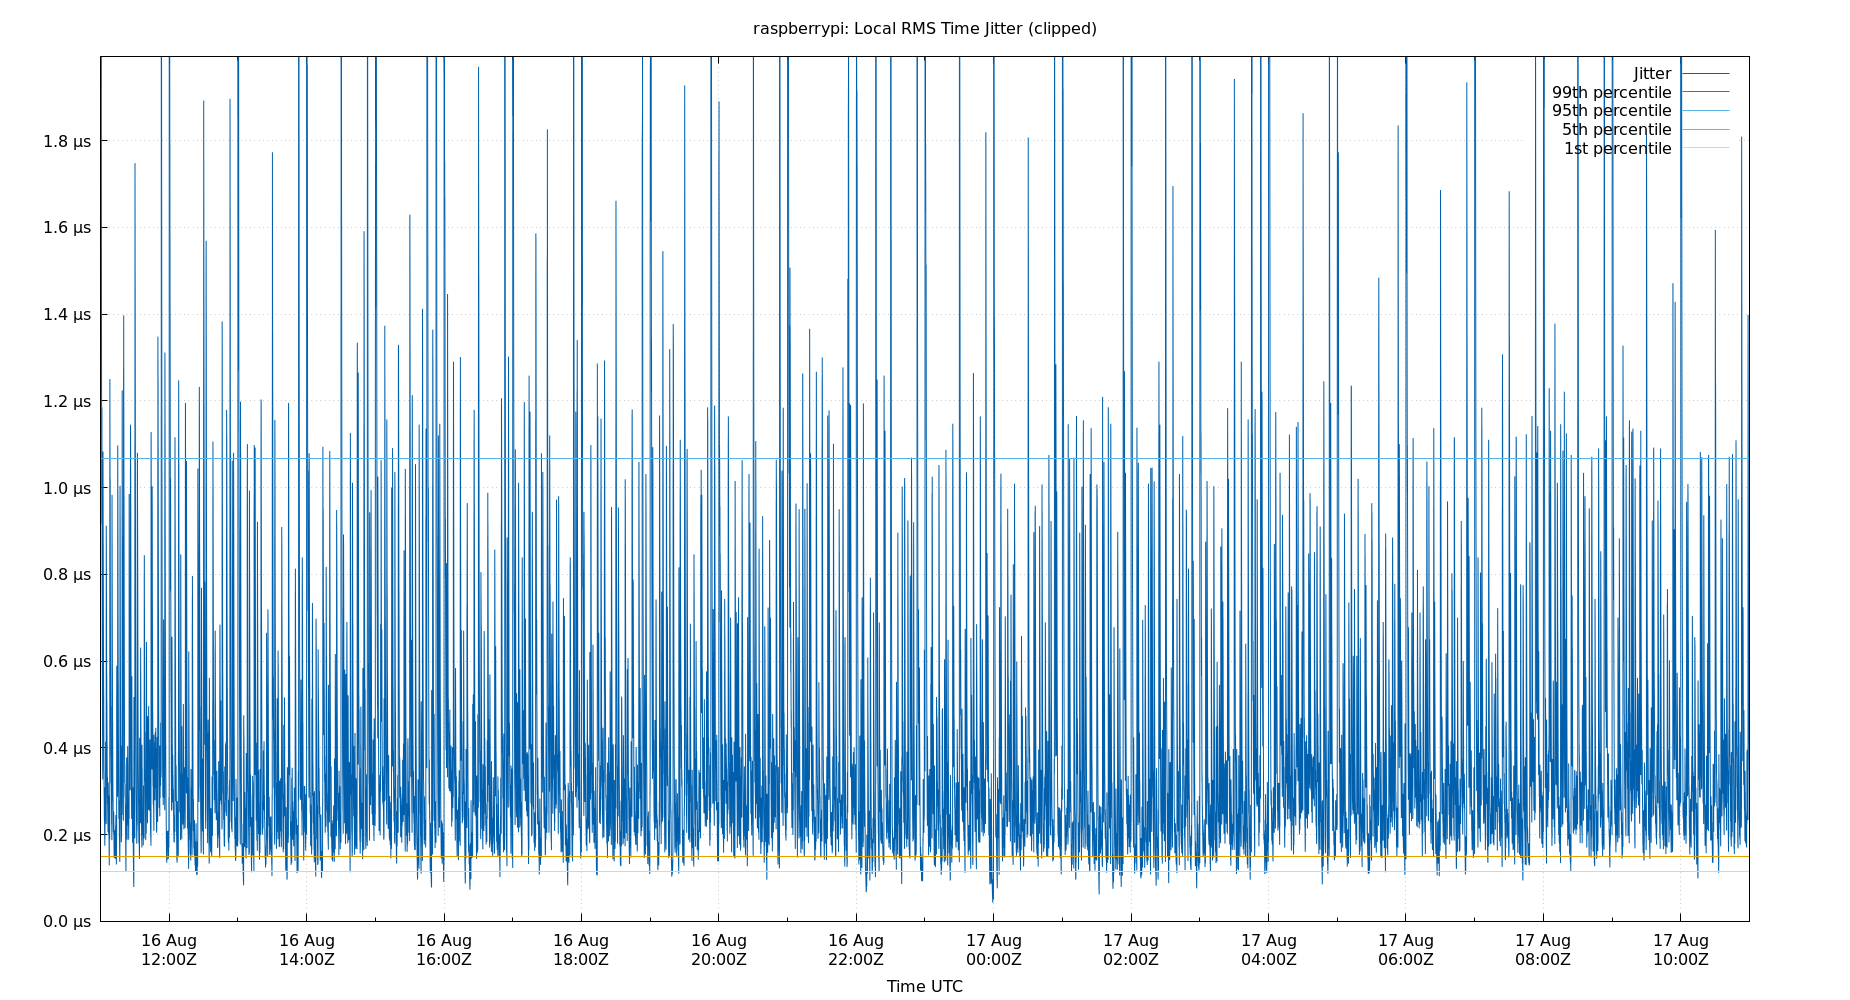 raspberrypi: Local RMS Time Jitter (clipped)
Jitter
99th percentile
95th percentile
5th percentile
1st percentile
1.8 µs
1.6 µs
1.4 µs
1.2 µs
1.0 µs
0.8 µs
0.6 µs
0.4 µs
0.2 µs
0.0 µs
16 Aug 16 Aug 16 Aug 16 Aug 16 Aug 16 Aug 17 Aug 17 Aug 17 Aug 17 Aug 17 Aug 17 Aug
12:00Z 14:00Z 16:00Z 18:00Z 20:00Z 22:00Z 00:00Z 02:00Z 04:00Z 06:00Z 08:00Z 10:00Z
Time UTC